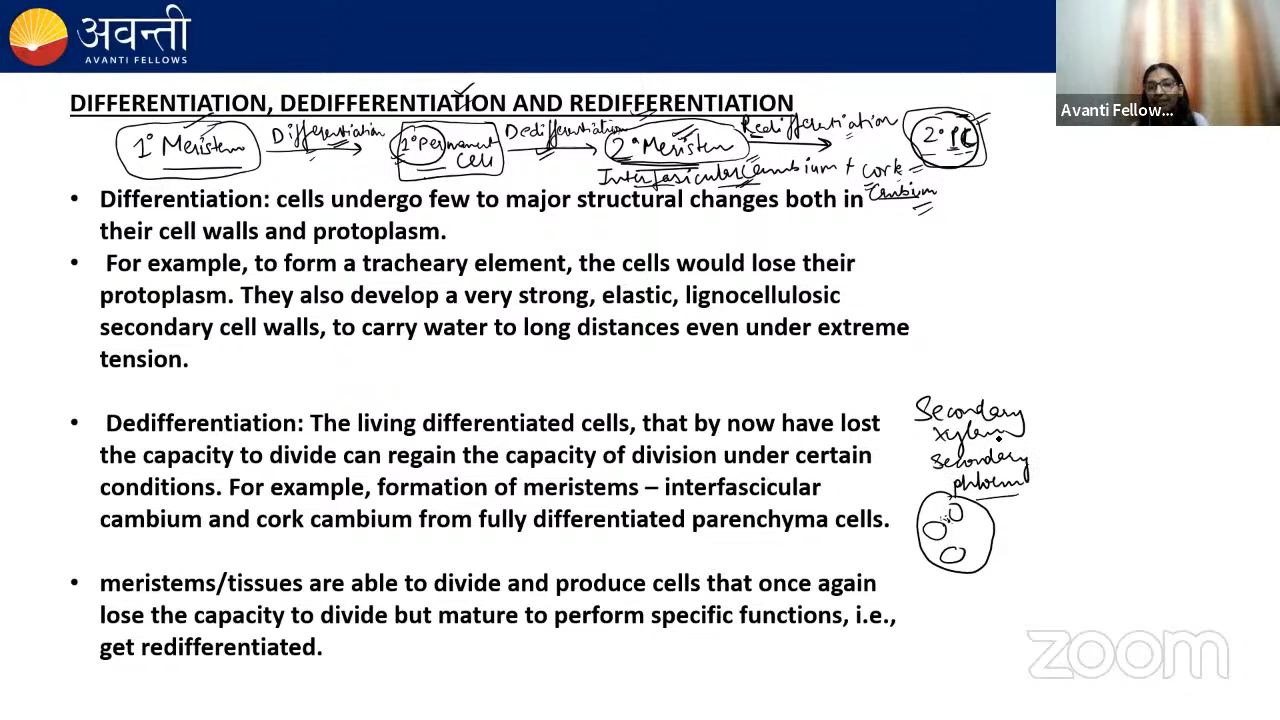 अवन्ती
AVANTI FELLOWS
Avanti Fellow...
DIFFERENTIATION, DEDIFFERENTIATION AND REDIFFERENTIATION
1° Meristem Differentiation 1° Permanent Cell Dedifferentiation 2° Meristem Redifferentiation 2° PC
Interfasicular Cambium + Cork
Cambium
• Differentiation: cells undergo few to major structural changes both in
their cell walls and protoplasm.
• For example, to form a tracheary element, the cells would lose their
protoplasm. They also develop a very strong, elastic, lignocellulosic
secondary cell walls, to carry water to long distances even under extreme
tension.
• Dedifferentiation: The living differentiated cells, that by now have lost
the capacity to divide can regain the capacity of division under certain
conditions. For example, formation of meristems – interfascicular
cambium and cork cambium from fully differentiated parenchyma cells.
Secondary
xylem
Secondary
phloem
• meristems/tissues are able to divide and produce cells that once again
lose the capacity to divide but mature to perform specific functions, i.e.,
get redifferentiated.
zoom